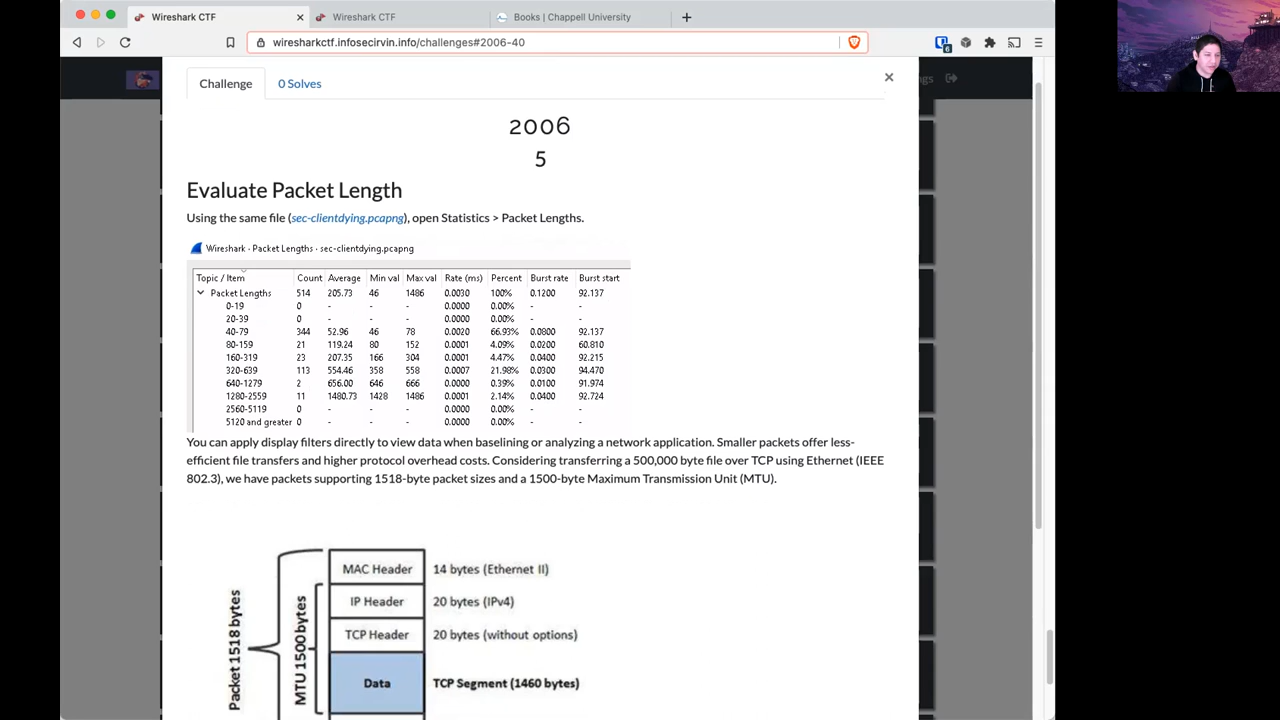 Wireshark CTF
Wireshark CTF
Books | Chappell University
wiresharkctf.infosecirvin.info/challenges#2006-40
6
Challenge
0 Solves
ngs
2006
5
Evaluate Packet Length
Using the same file (sec-clientdying.pcapng), open Statistics > Packet Lengths.
Wireshark · Packet Lengths · sec-clientdying.pcapng
Topic / Item Count Average Min val Max val Rate (ms) Percent Burst rate Burst start
Packet Lengths 514 205.73 46 1486 0.0030 100% 0.1200 92.137
0-19 0 - - - 0.0000 0.00% - -
20-39 0 - - - 0.0000 0.00% - -
40-79 344 52.96 46 78 0.0020 66.93% 0.0800 92.137
80-159 21 119.24 80 152 0.0001 4.09% 0.0200 60.810
160-319 23 207.35 166 304 0.0001 4.47% 0.0400 92.215
320-639 113 554.46 358 558 0.0007 21.98% 0.0300 94.470
640-1279 2 656.00 646 666 0.0000 0.39% 0.0100 91.974
1280-2559 11 1480.73 1428 1486 0.0001 2.14% 0.0400 92.724
2560-5119 0 - - - 0.0000 0.00% - -
5120 and greater 0 - - - 0.0000 0.00% - -
You can apply display filters directly to view data when baselining or analyzing a network application. Smaller packets offer less-
efficient file transfers and higher protocol overhead costs. Considering transferring a 500,000 byte file over TCP using Ethernet (IEEE
802.3), we have packets supporting 1518-byte packet sizes and a 1500-byte Maximum Transmission Unit (MTU).
Packet 1518 bytes
MTU 1500 bytes
MAC Header 14 bytes (Ethernet II)
IP Header 20 bytes (IPv4)
TCP Header 20 bytes (without options)
Data TCP Segment (1460 bytes)